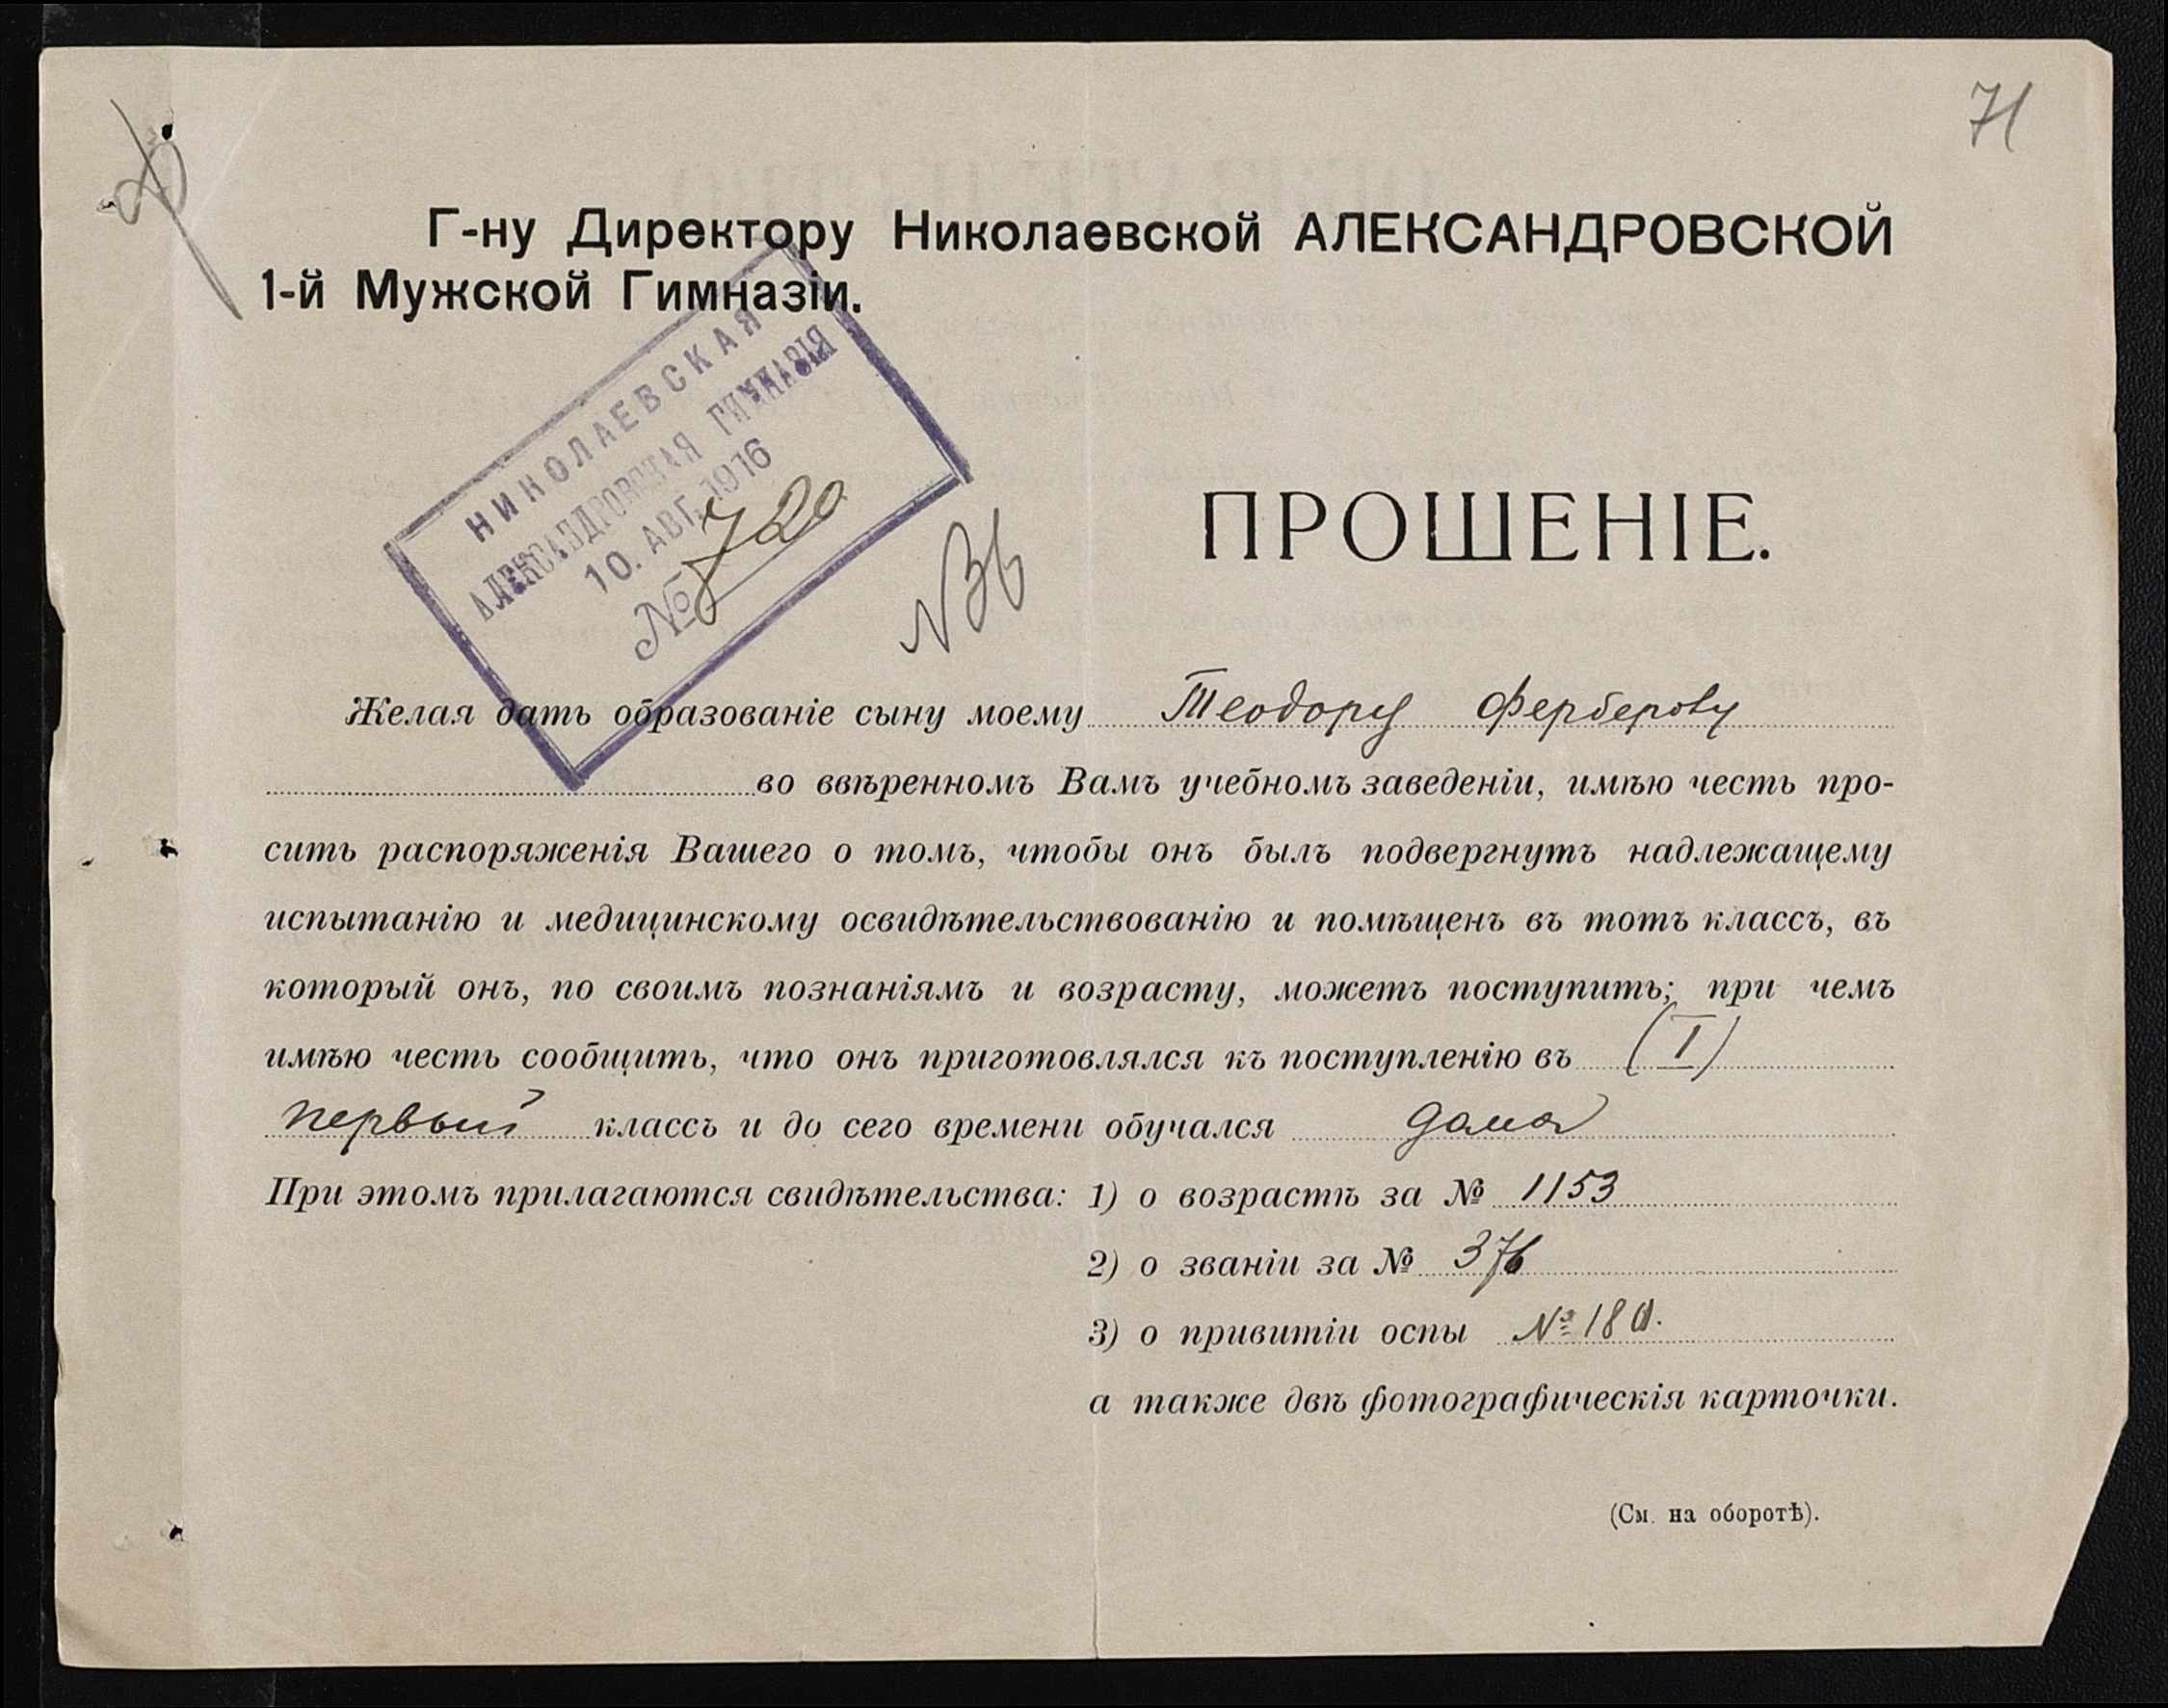 71
Г-ну Директору Николаевской АЛЕКСАНДРОВСКОЙ
1-й Мужской Гимназіи.
НИКОЛАЕВСКАЯ
АЛЕКСАНДРОВСКАЯ ГИМНАЗІЯ
10. АВГ. 1916
№ 720
ПРОШЕНІЕ.
Желая дать образованіе сыну моему Теодору Ферберову
во ввѣренномъ Вамъ учебномъ заведеніи, имѣю честь про-
сить распоряженія Вашего о томъ, чтобы онъ былъ подвергнутъ надлежащему
испытанію и медицинскому освидѣтельствованію и помѣщенъ въ тотъ классъ, въ
который онъ, по своимъ познаніямъ и возрасту, можетъ поступить; при чемъ
имѣю честь сообщить, что онъ приготовлялся къ поступленію въ (I)
первый классъ и до сего времени обучался дома
При этомъ прилагаются свидѣтельства: 1) о возрастѣ за № 1153
2) о званіи за № 376
3) о привитіи оспы № 180.
а также двѣ фотографическія карточки.
(См. на оборотѣ).